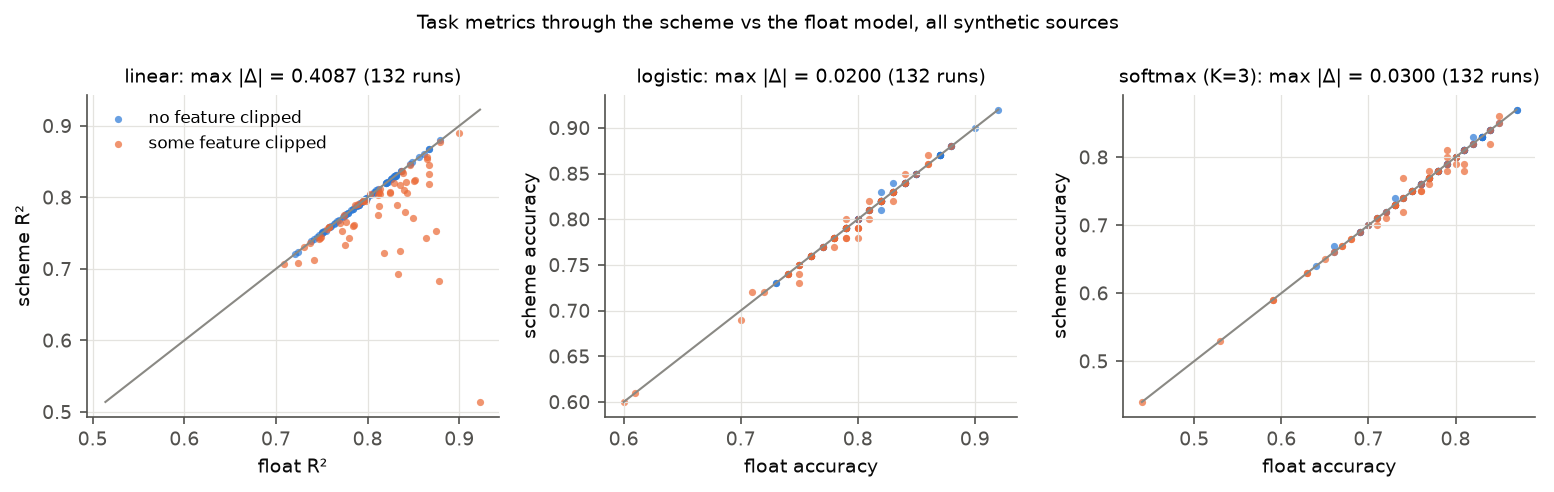 Task metrics through the scheme vs the float model, all synthetic sources
linear: max |Δ| = 0.4087 (132 runs)
no feature clipped
some feature clipped
scheme R²
0.9
0.8
0.7
0.6
0.5
0.5 0.6 0.7 0.8 0.9
float R²
logistic: max |Δ| = 0.0200 (132 runs)
scheme accuracy
0.90
0.85
0.80
0.75
0.70
0.65
0.60
0.6 0.7 0.8 0.9
float accuracy
softmax (K=3): max |Δ| = 0.0300 (132 runs)
scheme accuracy
0.8
0.7
0.6
0.5
0.5 0.6 0.7 0.8
float accuracy